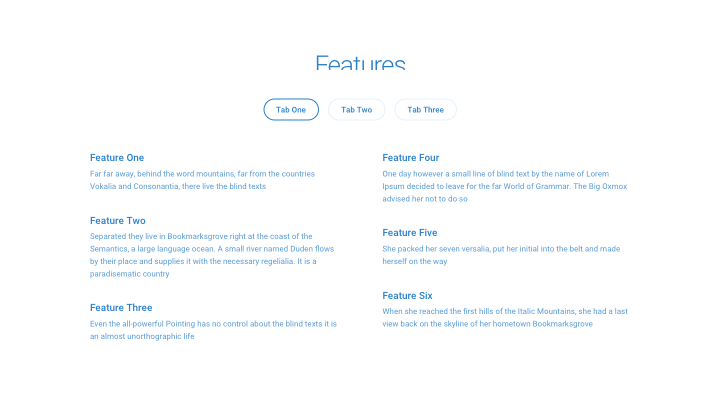 Features
Tab One
Tab Two
Tab Three
Feature One
Far far away, behind the word mountains, far from the countries
Vokalia and Consonantia, there live the blind texts
Feature Two
Separated they live in Bookmarksgrove right at the coast of the
Semantics, a large language ocean. A small river named Duden flows
by their place and supplies it with the necessary regelialia. It is a
paradisematic country
Feature Three
Even the all-powerful Pointing has no control about the blind texts it is
an almost unorthographic life
Feature Four
One day however a small line of blind text by the name of Lorem
Ipsum decided to leave for the far World of Grammar. The Big Oxmox
advised her not to do so
Feature Five
She packed her seven versalia, put her initial into the belt and made
herself on the way
Feature Six
When she reached the first hills of the Italic Mountains, she had a last
view back on the skyline of her hometown Bookmarksgrove